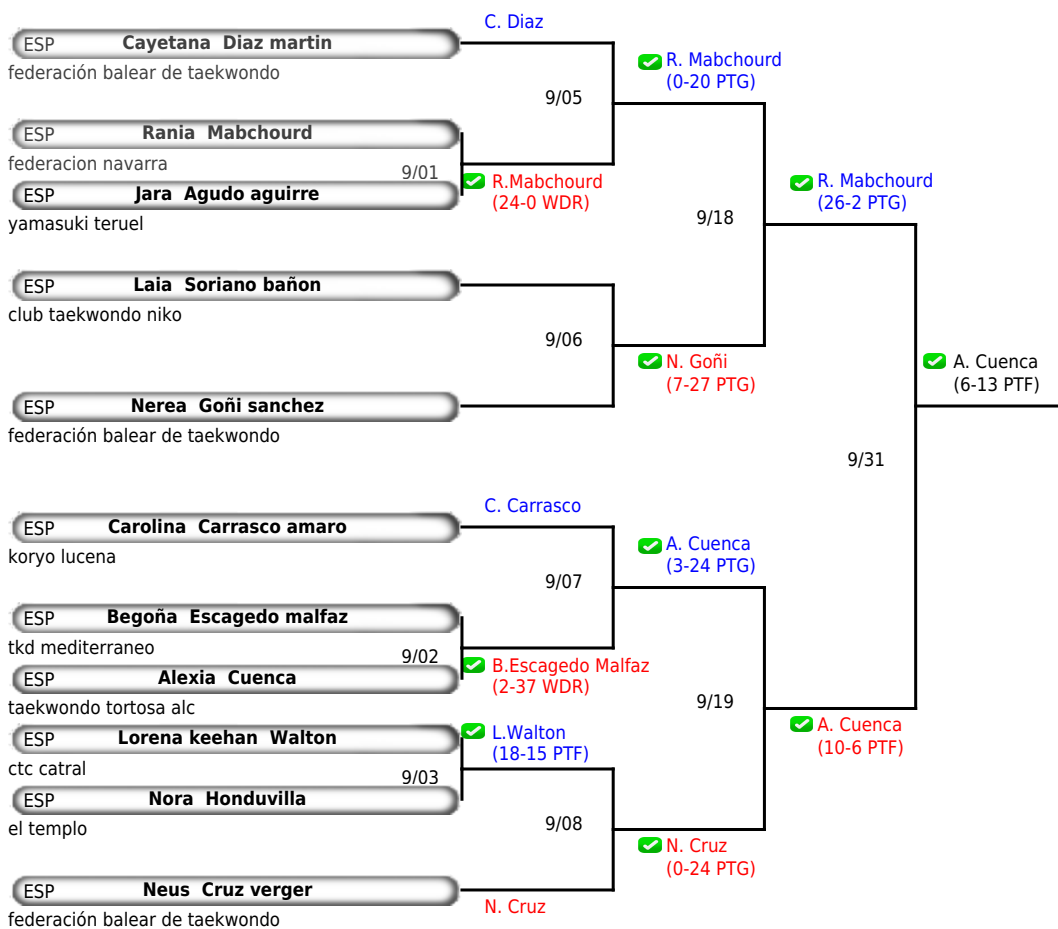 C. Diaz
ESP Cayetana Diaz martin
federación balear de taekwondo
R. Mabchourd
(0-20 PTG)
9/05
ESP Rania Mabchourd
federacion navarra
9/01
R.Mabchourd
(24-0 WDR)
ESP Jara Agudo aguirre
yamasuki teruel
R. Mabchourd
(26-2 PTG)
9/18
ESP Laia Soriano bañon
club taekwondo niko
9/06
N. Goñi
(7-27 PTG)
A. Cuenca
(6-13 PTF)
ESP Nerea Goñi sanchez
federación balear de taekwondo
9/31
C. Carrasco
ESP Carolina Carrasco amaro
koryo lucena
A. Cuenca
(3-24 PTG)
9/07
ESP Begoña Escagedo malfaz
tkd mediterraneo
9/02
B.Escagedo Malfaz
(2-37 WDR)
ESP Alexia Cuenca
taekwondo tortosa alc
9/19
A. Cuenca
(10-6 PTF)
ESP Lorena keehan Walton
ctc catral
L.Walton
(18-15 PTF)
9/03
ESP Nora Honduvilla
el templo
9/08
N. Cruz
(0-24 PTG)
ESP Neus Cruz verger
N. Cruz
federación balear de taekwondo